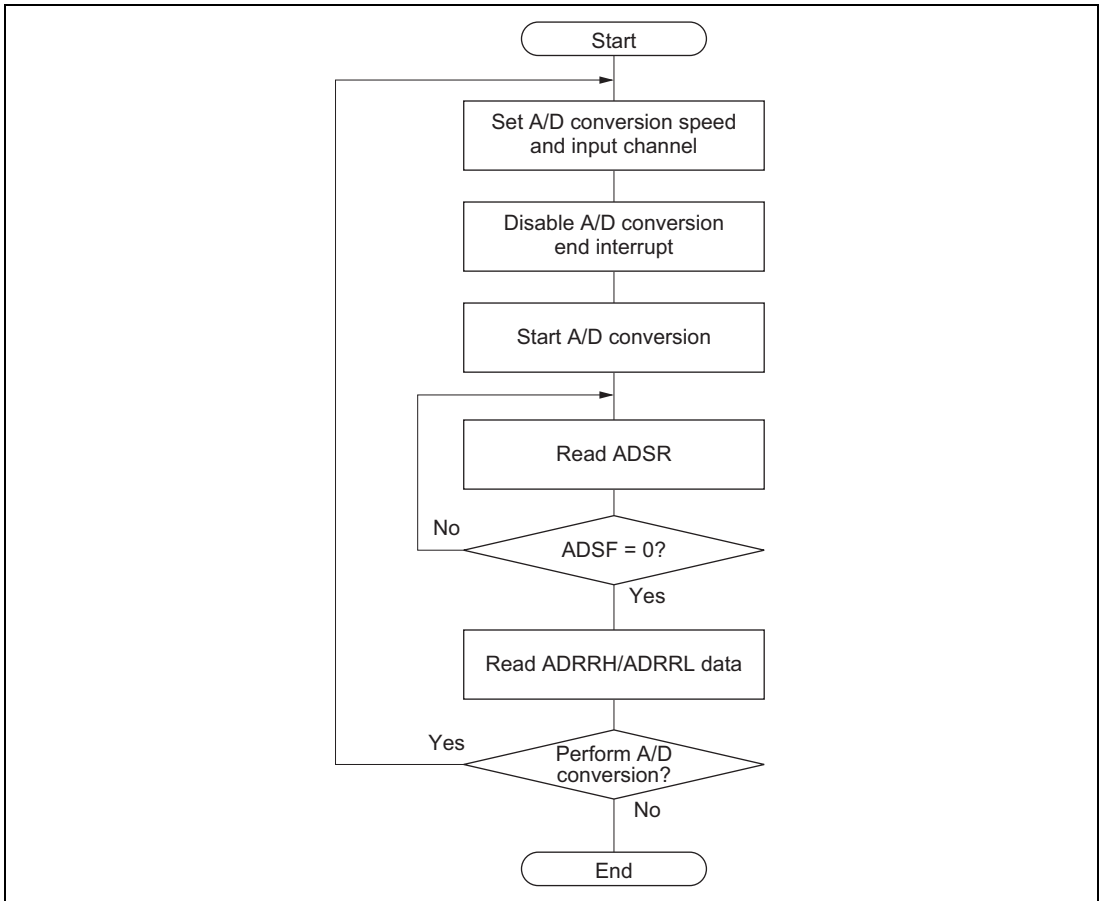 Start
Set A/D conversion speed
and input channel
Disable A/D conversion
end interrupt
Start A/D conversion
Read ADSR
No
ADSF = 0?
Yes
Read ADRRH/ADRRL data
Yes
Perform A/D
conversion?
No
End